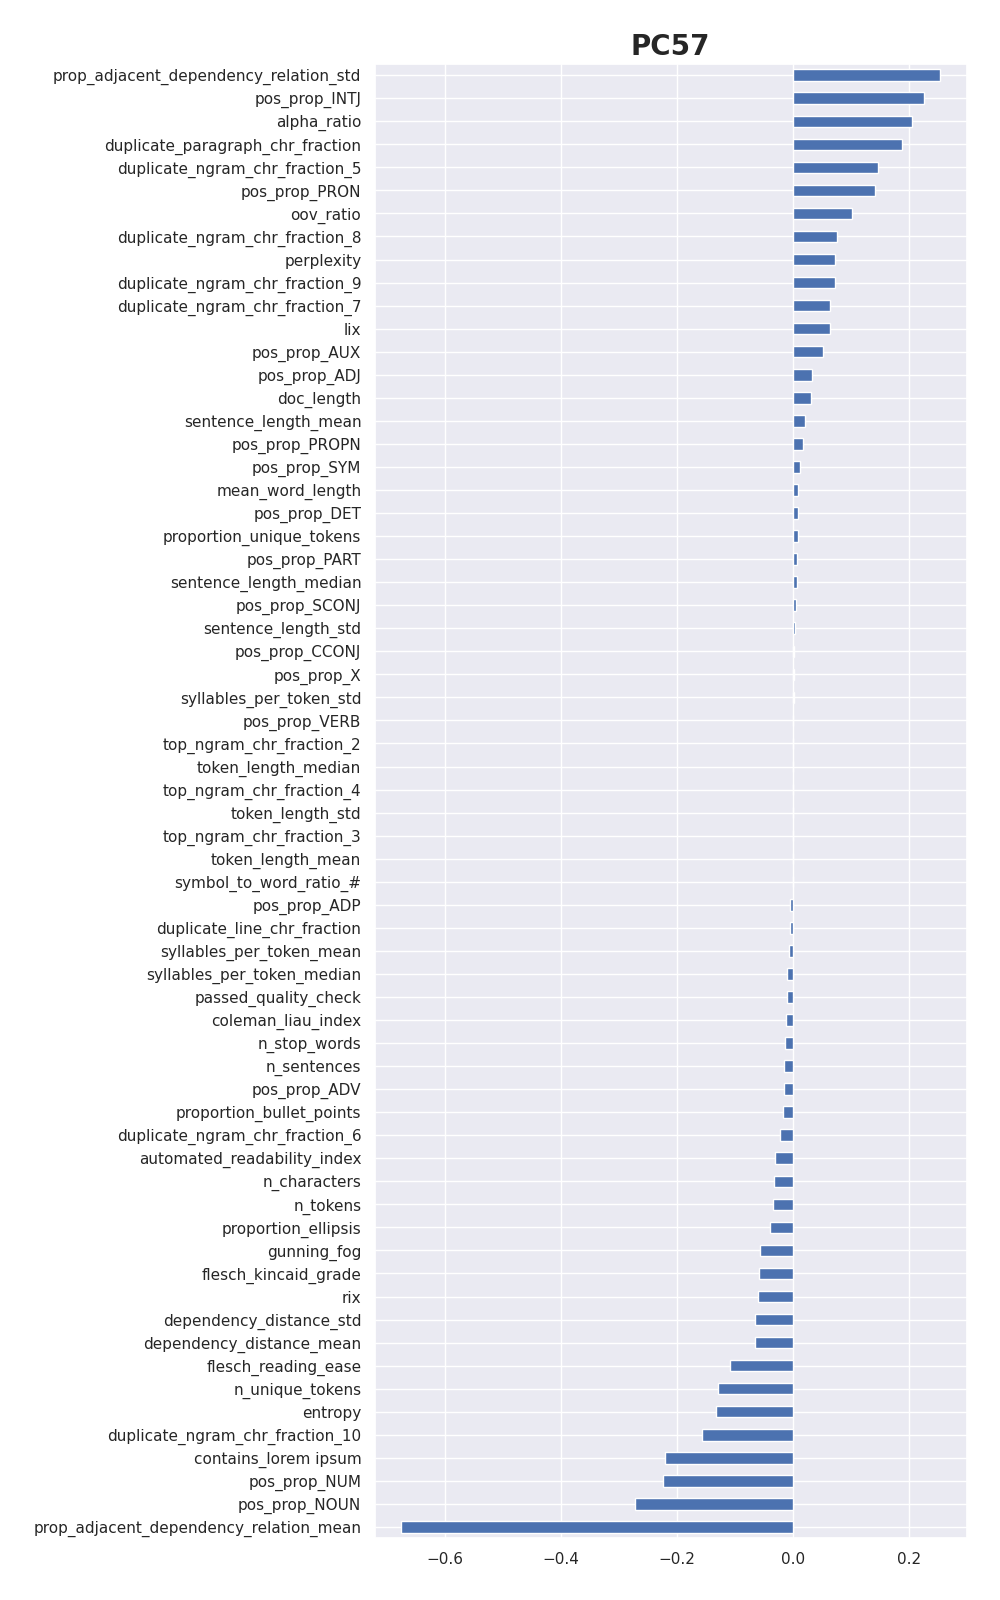 PC57
prop_adjacent_dependency_relation_std
pos_prop_INTJ
alpha_ratio
duplicate_paragraph_chr_fraction
duplicate_ngram_chr_fraction_5
pos_prop_PRON
oov_ratio
duplicate_ngram_chr_fraction_8
perplexity
duplicate_ngram_chr_fraction_9
duplicate_ngram_chr_fraction_7
lix
pos_prop_AUX
pos_prop_ADJ
doc_length
sentence_length_mean
pos_prop_PROPN
pos_prop_SYM
mean_word_length
pos_prop_DET
proportion_unique_tokens
pos_prop_PART
sentence_length_median
pos_prop_SCONJ
sentence_length_std
pos_prop_CCONJ
pos_prop_X
syllables_per_token_std
pos_prop_VERB
top_ngram_chr_fraction_2
token_length_median
top_ngram_chr_fraction_4
token_length_std
top_ngram_chr_fraction_3
token_length_mean
symbol_to_word_ratio_#
pos_prop_ADP
duplicate_line_chr_fraction
syllables_per_token_mean
syllables_per_token_median
passed_quality_check
coleman_liau_index
n_stop_words
n_sentences
pos_prop_ADV
proportion_bullet_points
duplicate_ngram_chr_fraction_6
automated_readability_index
n_characters
n_tokens
proportion_ellipsis
gunning_fog
flesch_kincaid_grade
rix
dependency_distance_std
dependency_distance_mean
flesch_reading_ease
n_unique_tokens
entropy
duplicate_ngram_chr_fraction_10
contains_lorem ipsum
pos_prop_NUM
pos_prop_NOUN
prop_adjacent_dependency_relation_mean
−0.6 −0.4 −0.2 0.0 0.2